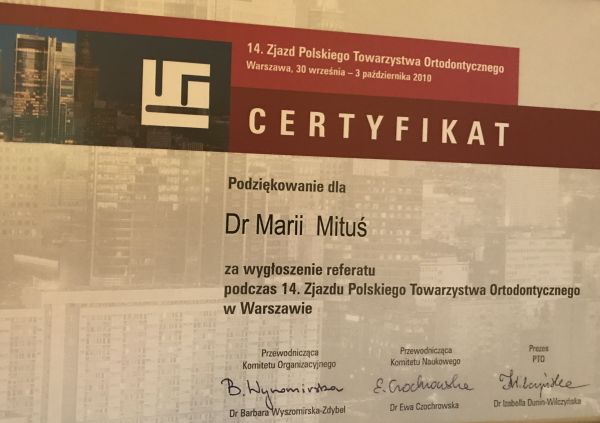 14. Zjazd Polskiego Towarzystwa Ortodontycznego
Warszawa, 30 września – 3 października 2010
CERTYFIKAT
Podziękowanie dla
Dr Marii Mituś
za wygłoszenie referatu
podczas 14. Zjazdu Polskiego Towarzystwa Ortodontycznego
w Warszawie
Przewodnicząca
Komitetu Organizacyjnego
B. Wyszomirska
Dr Barbara Wyszomirska-Zdybel
Przewodnicząca
Komitetu Naukowego
E. Czochrowska
Dr Ewa Czochrowska
Prezes
PTO
Dr Izabella Dunin-Wilczyńska